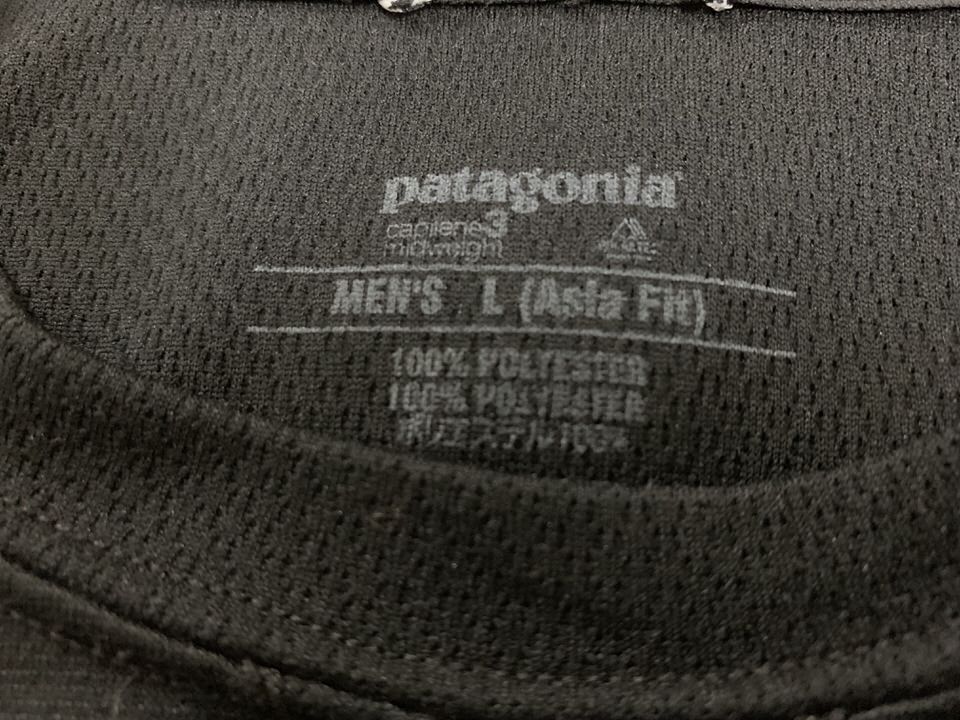 patagonia
capilene 3
midweight
MEN'S L (Asia Fit)
100% POLYESTER
100% POLYESTER
ポリエステル100%